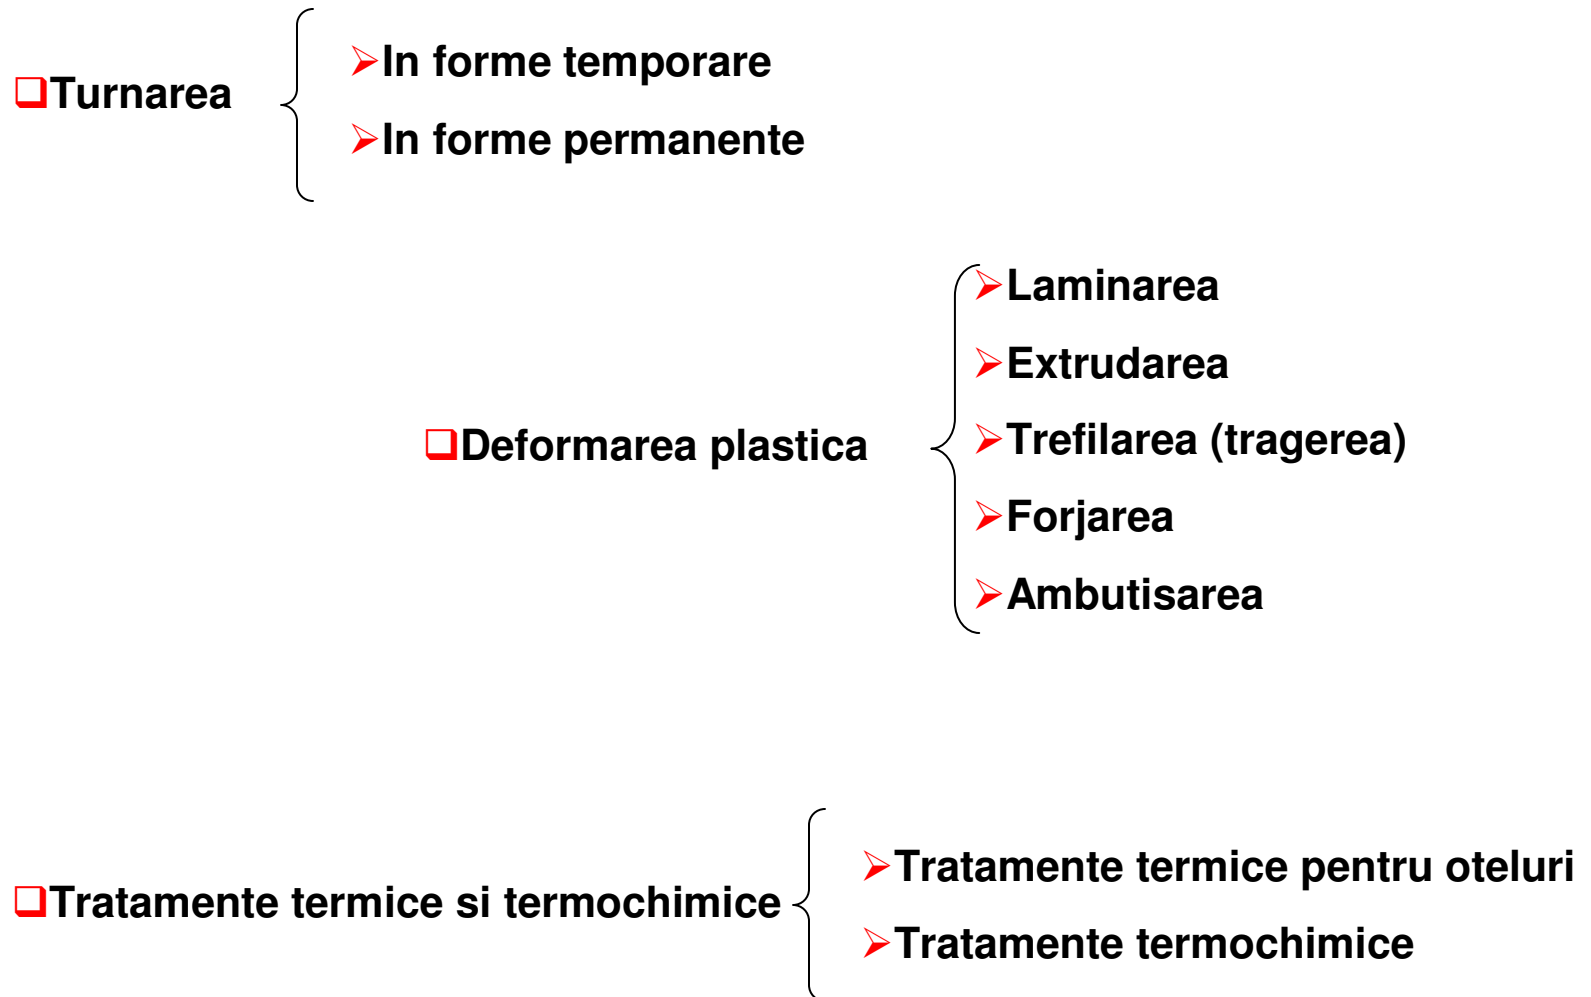 ❑Turnarea
➢In forme temporare
➢In forme permanente
❑Deformarea plastica
➢Laminarea
➢Extrudarea
➢Trefilarea (tragerea)
➢Forjarea
➢Ambutisarea
❑Tratamente termice si termochimice
➢Tratamente termice pentru oteluri
➢Tratamente termochimice